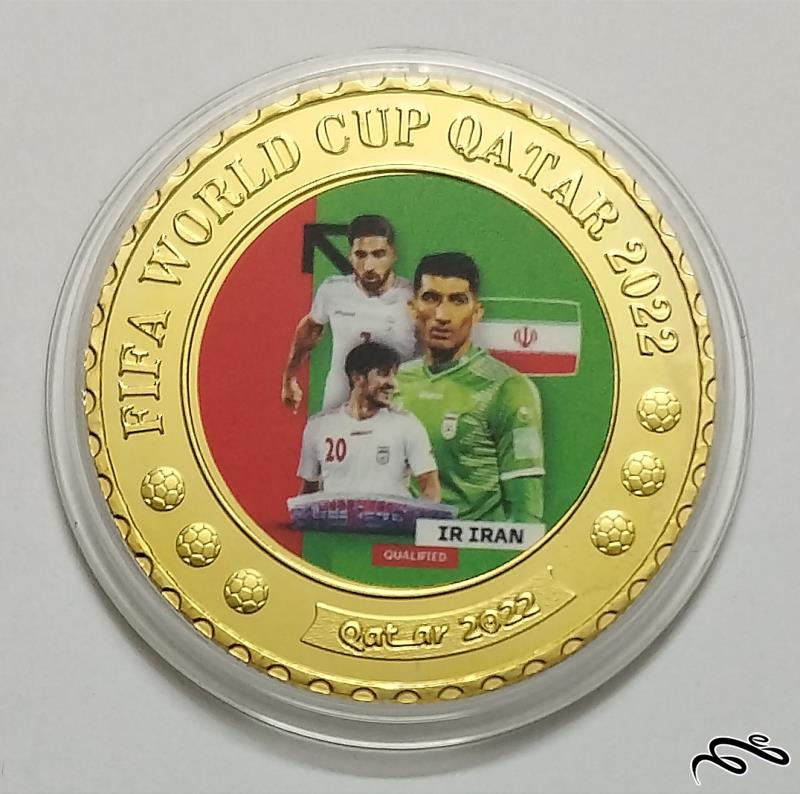 FIFA WORLD CUP QATAR 2022
20
IR IRAN
QUALIFIED
Qatar 2022